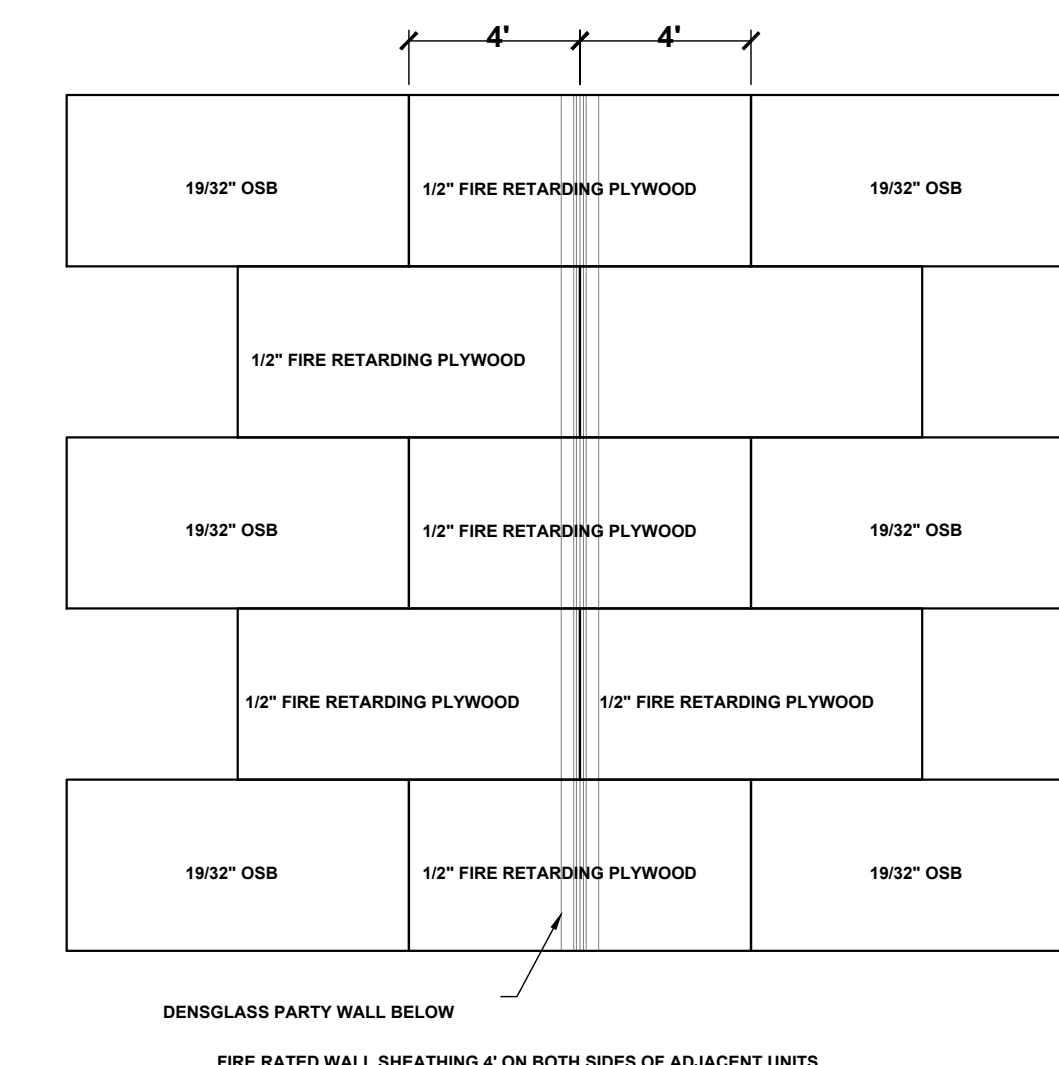 4' 4'
19/32" OSB 1/2" FIRE RETARDING PLYWOOD 19/32" OSB
1/2" FIRE RETARDING PLYWOOD
19/32" OSB 1/2" FIRE RETARDING PLYWOOD 19/32" OSB
1/2" FIRE RETARDING PLYWOOD 1/2" FIRE RETARDING PLYWOOD
19/32" OSB 1/2" FIRE RETARDING PLYWOOD 19/32" OSB
DENSGLASS PARTY WALL BELOW
FIRE RATED WALL SHEATHING 4' ON BOTH SIDES OF ADJACENT UNITS